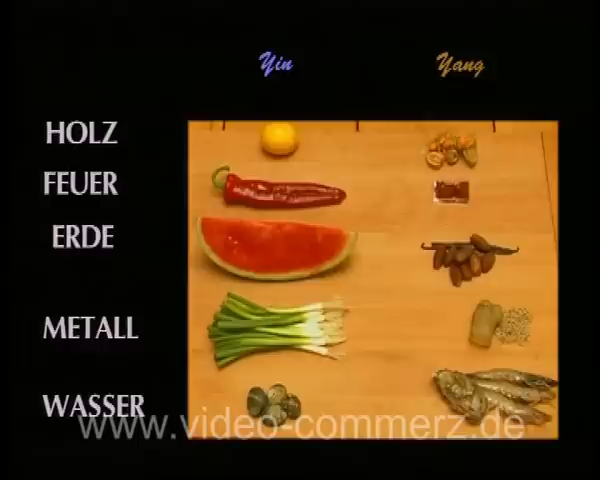 Yin Yang
HOLZ
FEUER
ERDE
METALL
WASSER
www.video-commerz.de